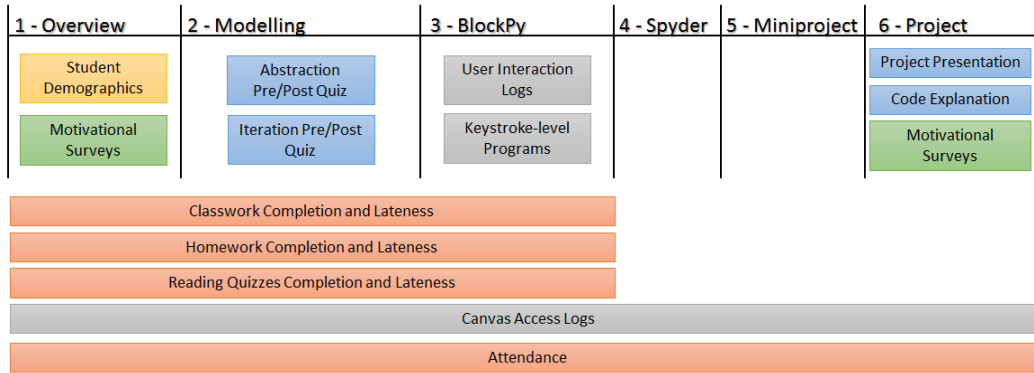 1 - Overview
2 - Modelling
3 - BlockPy
4 - Spyder
5 - Miniproject
6 - Project
Student
Demographics
Motivational
Surveys
Abstraction
Pre/Post Quiz
Iteration Pre/Post
Quiz
User Interaction
Logs
Keystroke-level
Programs
Project Presentation
Code Explanation
Motivational
Surveys
Classwork Completion and Lateness
Homework Completion and Lateness
Reading Quizzes Completion and Lateness
Canvas Access Logs
Attendance